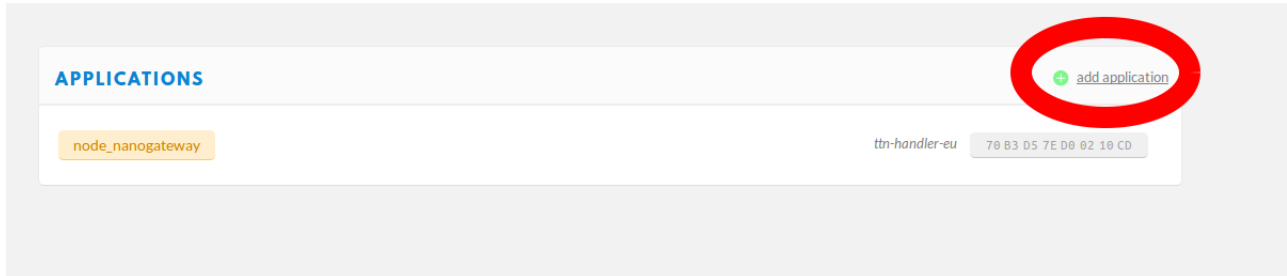 APPLICATIONS
add application
node_nanogateway
ttn-handler-eu 70 B3 D5 7E D0 02 10 CD